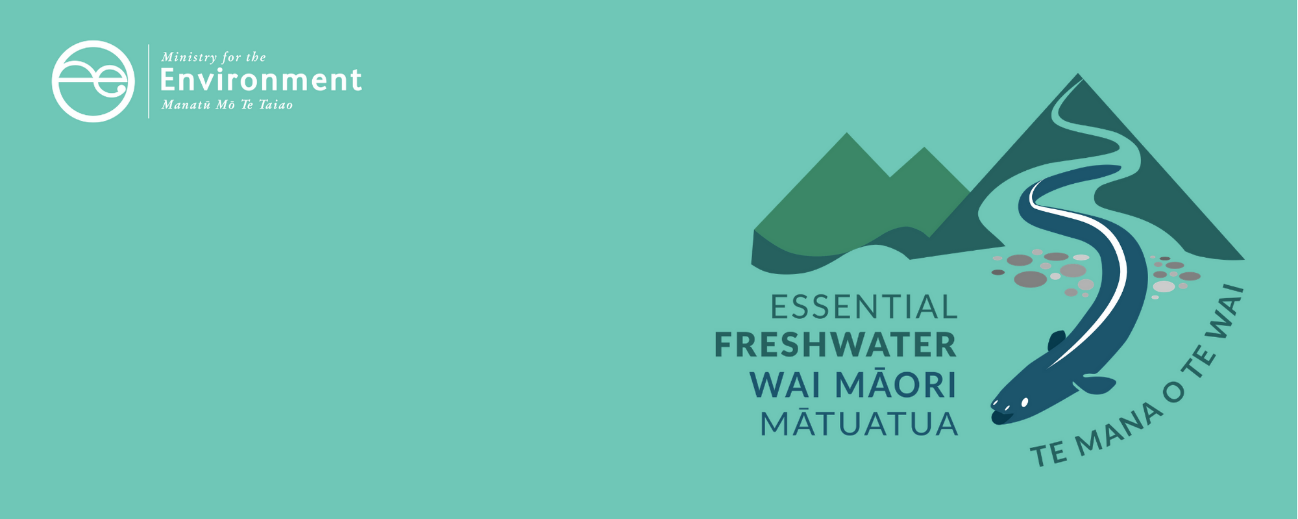 Ministry for the
Environment
Manatū Mō Te Taiao
ESSENTIAL
FRESHWATER
WAI MĀORI
MĀTUATUA
TE MANA O TE WAI